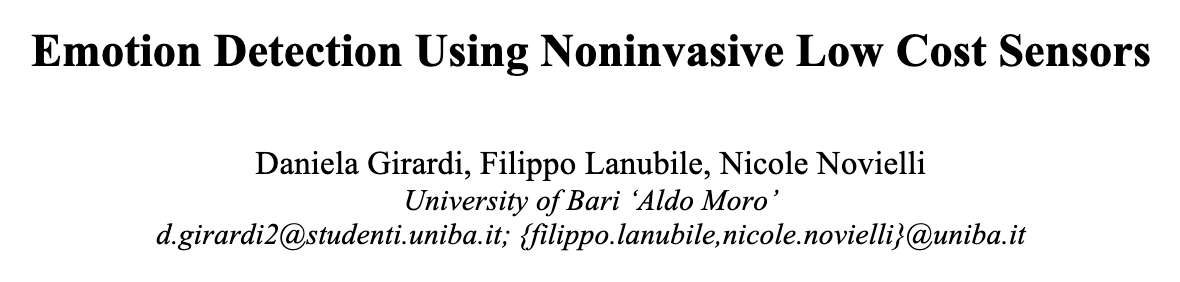 Emotion Detection Using Noninvasive Low Cost Sensors
Daniela Girardi, Filippo Lanubile, Nicole Novielli
University of Bari ‘Aldo Moro’
d.girardi2@studenti.uniba.it; {filippo.lanubile,nicole.novielli}@uniba.it